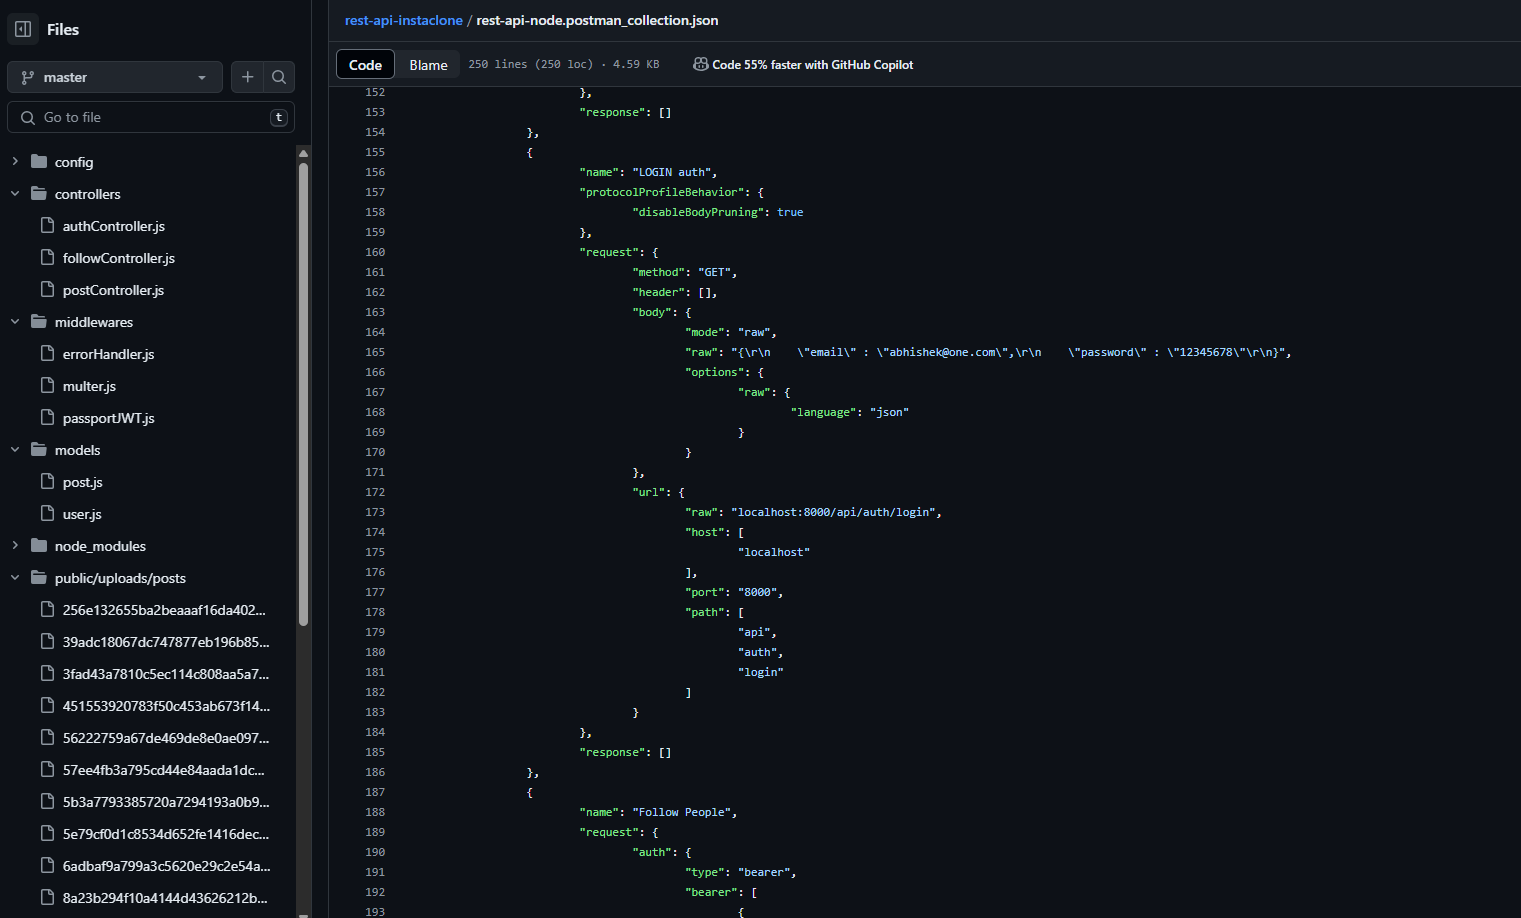 Files
master
Go to file
t
config
controllers
authController.js
followController.js
postController.js
middlewares
errorHandler.js
multer.js
passportJWT.js
models
post.js
user.js
node_modules
public/uploads/posts
256e132655ba2beaaaf16da402...
39adc18067dc747877eb196b85...
3fad43a7810c5ec114c808aa5a7...
451553920783f50c453ab673f14...
56222759a67de469de8e0ae097...
57ee4fb3a795cd44e84aada1dc...
5b3a7793385720a7294193a0b9...
5e79cf0d1c8534d652fe1416dec...
6adbaf9a799a3c5620e29c2e54a...
8a23b294f10a4144d43626212b...
rest-api-instaclone / rest-api-node.postman_collection.json
Code Blame 250 lines (250 loc) · 4.59 KB Code 55% faster with GitHub Copilot
152 },
153 "response": []
154 },
155 {
156 "name": "LOGIN auth",
157 "protocolProfileBehavior": {
158 "disableBodyPruning": true
159 },
160 "request": {
161 "method": "GET",
162 "header": [],
163 "body": {
164 "mode": "raw",
165 "raw": "{\r\n    \"email\" : \"abhishek@one.com\",\r\n    \"password\" : \"12345678\"\r\n}",
166 "options": {
167 "raw": {
168 "language": "json"
169 }
170 }
171 },
172 "url": {
173 "raw": "localhost:8000/api/auth/login",
174 "host": [
175 "localhost"
176 ],
177 "port": "8000",
178 "path": [
179 "api",
180 "auth",
181 "login"
182 ]
183 }
184 },
185 "response": []
186 },
187 {
188 "name": "Follow People",
189 "request": {
190 "auth": {
191 "type": "bearer",
192 "bearer": [
193 {